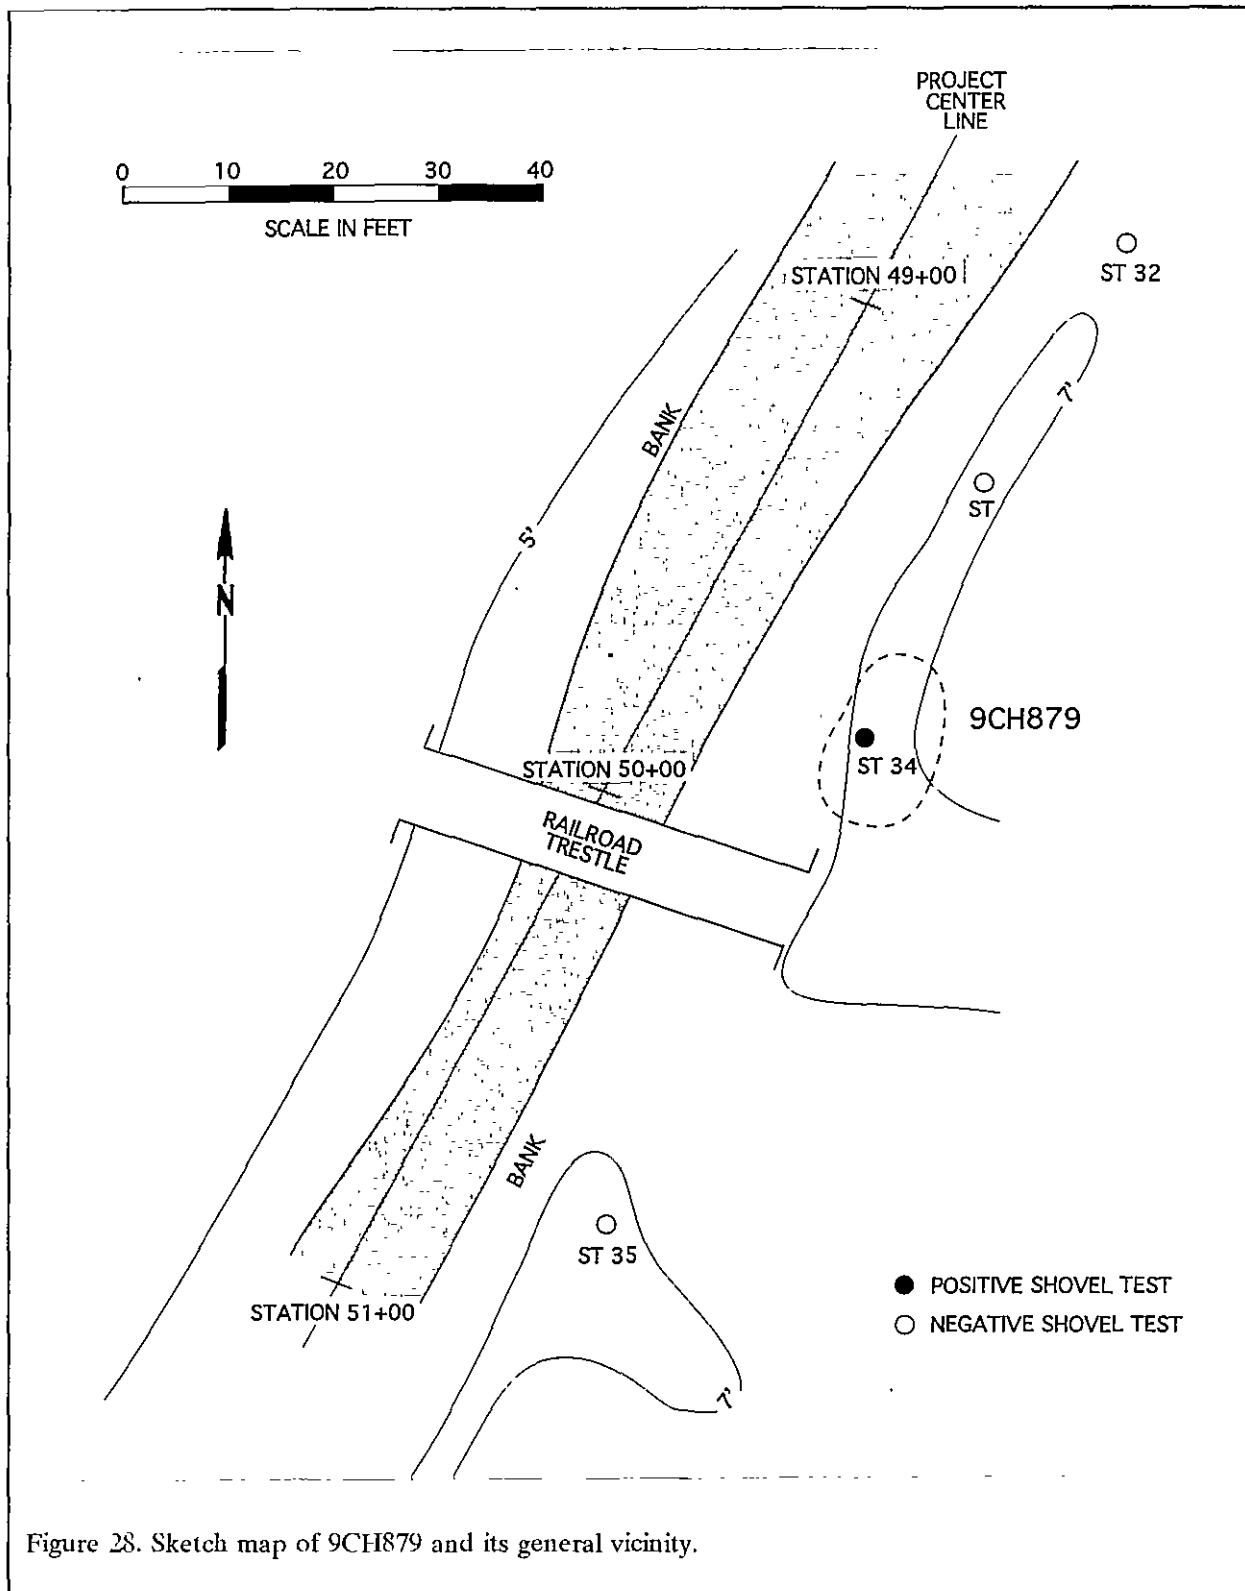 PROJECT
CENTER
LINE
0 10 20 30 40
SCALE IN FEET
STATION 49+00
ST 32
BANK
7'
ST
5'
N
9CH879
ST 34
STATION 50+00
RAILROAD
TRESTLE
BANK
ST 35
STATION 51+00
POSITIVE SHOVEL TEST
NEGATIVE SHOVEL TEST
7'
Figure 28. Sketch map of 9CH879 and its general vicinity.